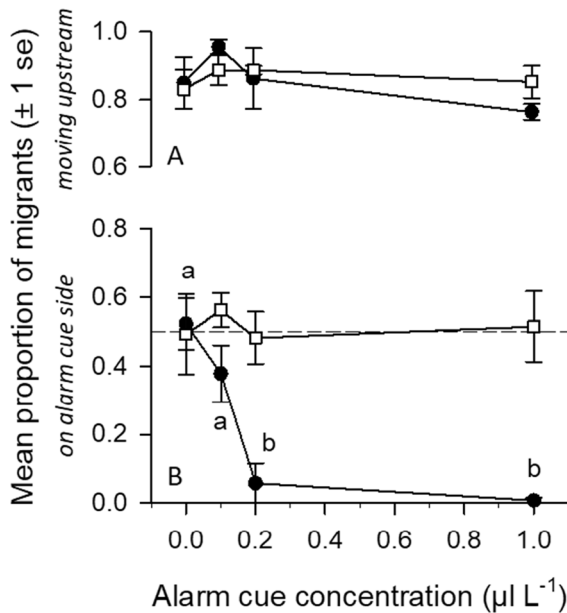 Mean proportion of migrants (± 1 se)
moving upstream
on alarm cue side
1.0
0.8
0.6
A
0.8
0.6
0.4
0.2
0.0
a
a
b
b
B
0.0 0.2 0.4 0.6 0.8 1.0
Alarm cue concentration (µl L⁻¹)